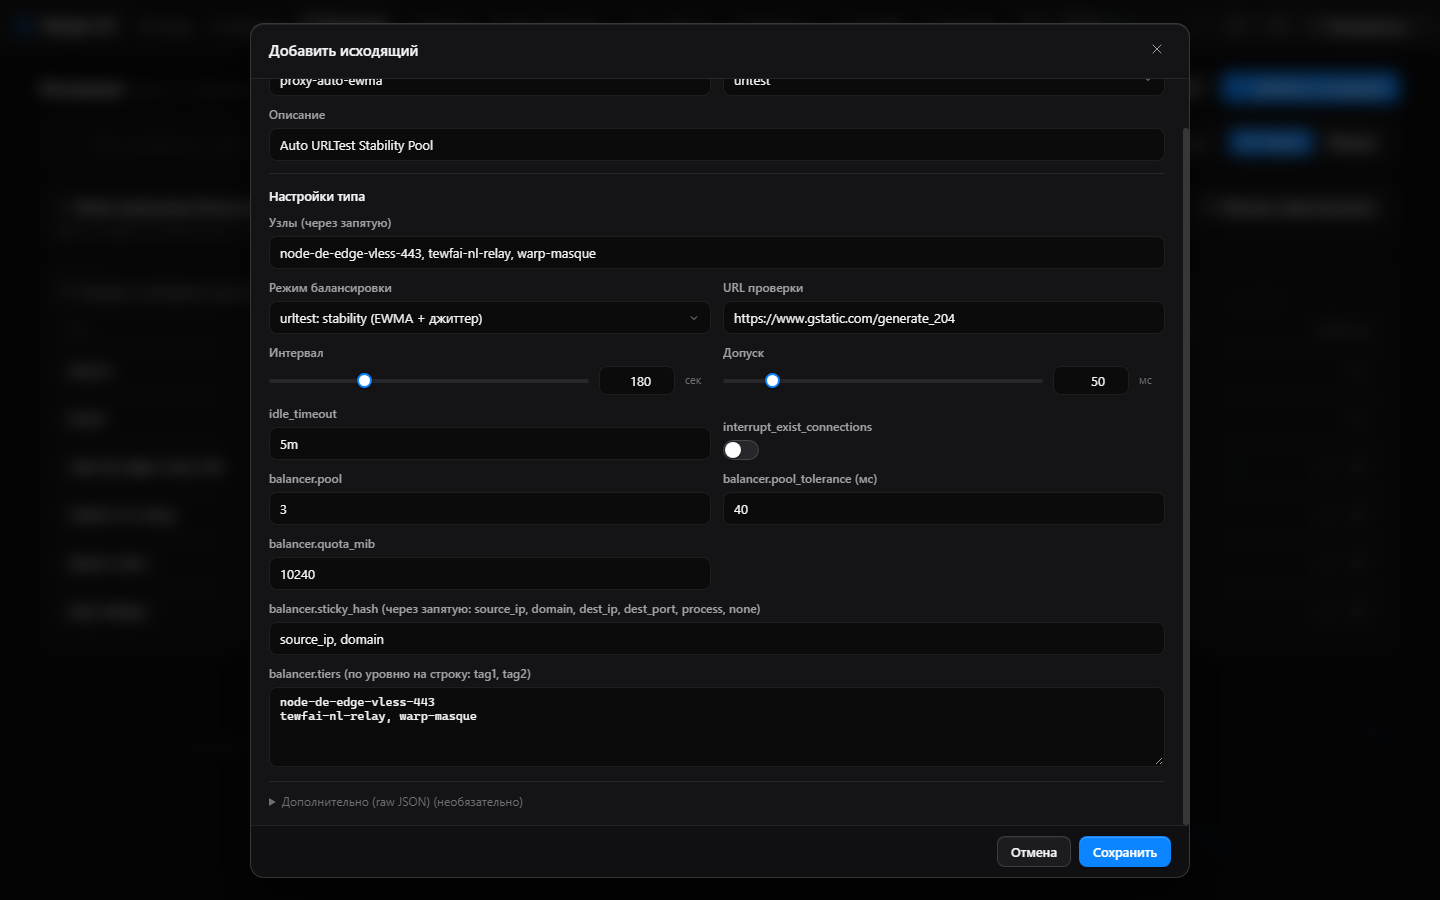 Добавить исходящий
proxy-auto-ewma
urltest
Описание
Auto URLTest Stability Pool
Настройки типа
Узлы (через запятую)
node-de-edge-vless-443, tewfai-nl-relay, warp-masque
Режим балансировки
URL проверки
urltest: stability (EWMA + джиттер)
https://www.gstatic.com/generate_204
Интервал
Допуск
180 сек
50 мс
idle_timeout
interrupt_exist_connections
5m
balancer.pool
balancer.pool_tolerance (мс)
3
40
balancer.quota_mib
10240
balancer.sticky_hash (через запятую: source_ip, domain, dest_ip, dest_port, process, none)
source_ip, domain
balancer.tiers (по уровню на строку: tag1, tag2)
node-de-edge-vless-443
tewfai-nl-relay, warp-masque
Дополнительно (raw JSON) (необязательно)
Отмена
Сохранить